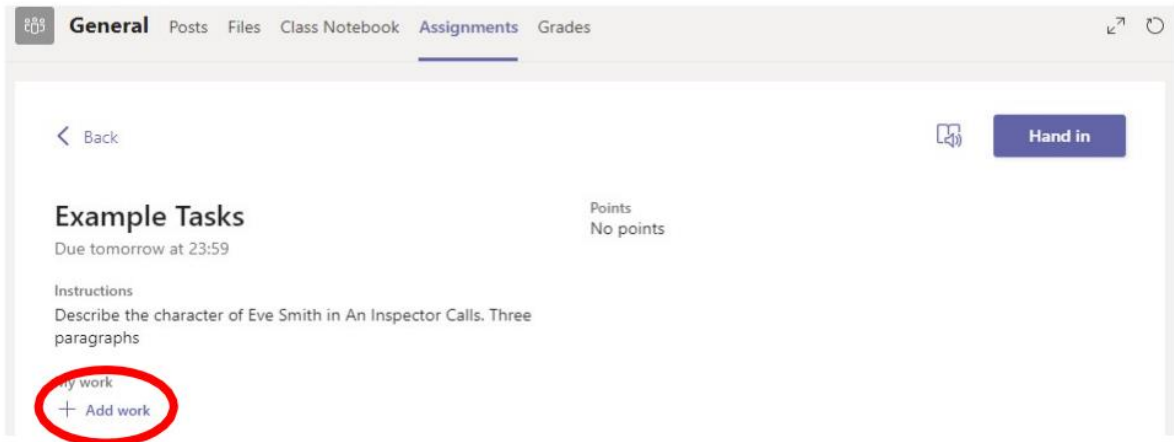 General Posts Files Class Notebook Assignments Grades
Back
Hand in
Example Tasks
Due tomorrow at 23:59
Points
No points
Instructions
Describe the character of Eve Smith in An Inspector Calls. Three
paragraphs
My work
+ Add work